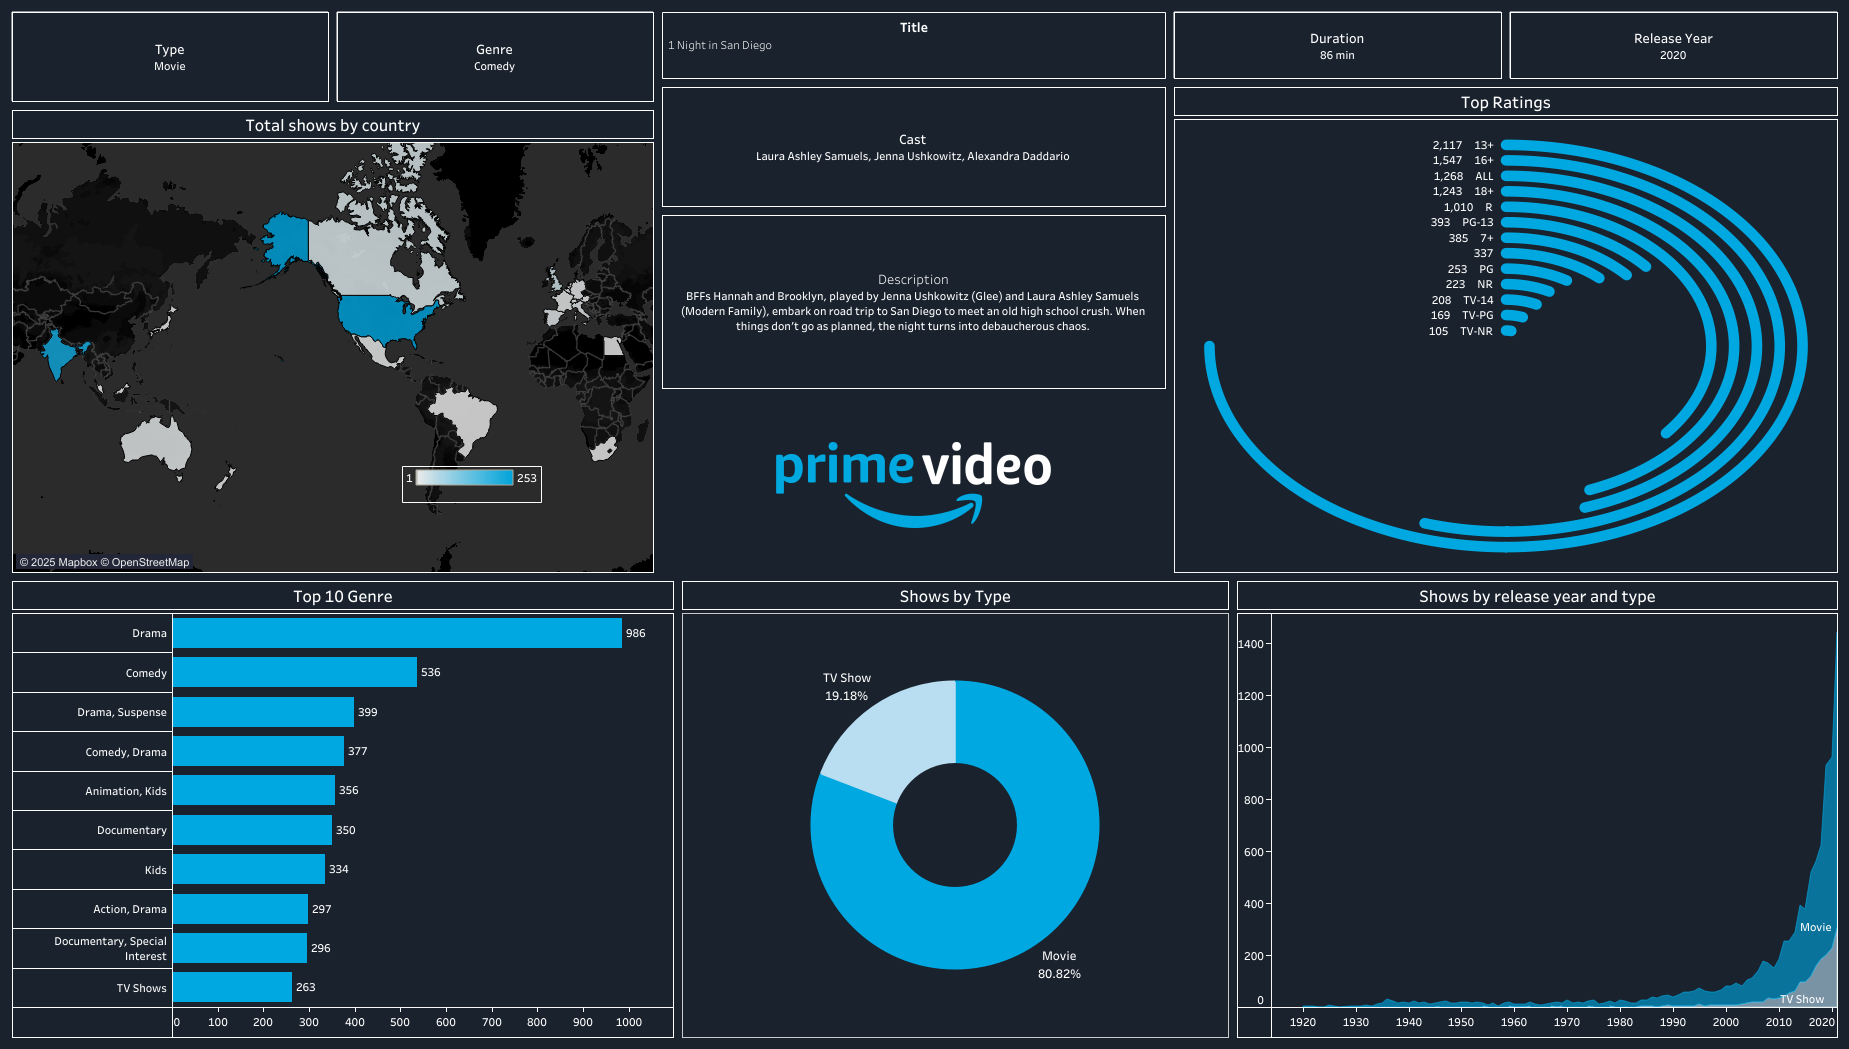 Type
Movie
Genre
Comedy
Title
1 Night in San Diego
Duration
86 min
Release Year
2020
Total shows by country
1
253
© 2025 Mapbox © OpenStreetMap
Cast
Laura Ashley Samuels, Jenna Ushkowitz, Alexandra Daddario
Description
BFFs Hannah and Brooklyn, played by Jenna Ushkowitz (Glee) and Laura Ashley Samuels
(Modern Family), embark on road trip to San Diego to meet an old high school crush. When
things don't go as planned, the night turns into debaucherous chaos.
prime video
Top Ratings
2,117 13+
1,547 16+
1,268 ALL
1,243 18+
1,010 R
393 PG-13
385 7+
337
253 PG
223 NR
208 TV-14
169 TV-PG
105 TV-NR
Top 10 Genre
Drama 986
Comedy 536
Drama, Suspense 399
Comedy, Drama 377
Animation, Kids 356
Documentary 350
Kids 334
Action, Drama 297
Documentary, Special
Interest 296
TV Shows 263
0 100 200 300 400 500 600 700 800 900 1000
Shows by Type
TV Show
19.18%
Movie
80.82%
Shows by release year and type
1400
1200
1000
800
600
400
200
0
Movie
TV Show
1920 1930 1940 1950 1960 1970 1980 1990 2000 2010 2020